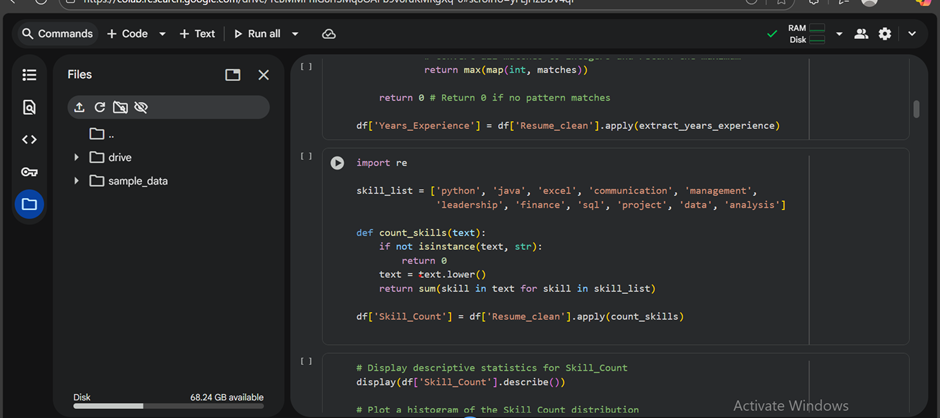 Commands + Code + Text Run all
RAM
Disk
Files
..
drive
sample_data
Disk 68.24 GB available
[ ]
return max(map(int, matches))
return 0 # Return 0 if no pattern matches
df['Years_Experience'] = df['Resume_clean'].apply(extract_years_experience)
[ ]
import re
skill_list = ['python', 'java', 'excel', 'communication', 'management',
'leadership', 'finance', 'sql', 'project', 'data', 'analysis']
def count_skills(text):
if not isinstance(text, str):
return 0
text = text.lower()
return sum(skill in text for skill in skill_list)
df['Skill_Count'] = df['Resume_clean'].apply(count_skills)
[ ]
# Display descriptive statistics for Skill_Count
display(df['Skill_Count'].describe())
# Plot a histogram of the Skill Count distribution
Activate Windows